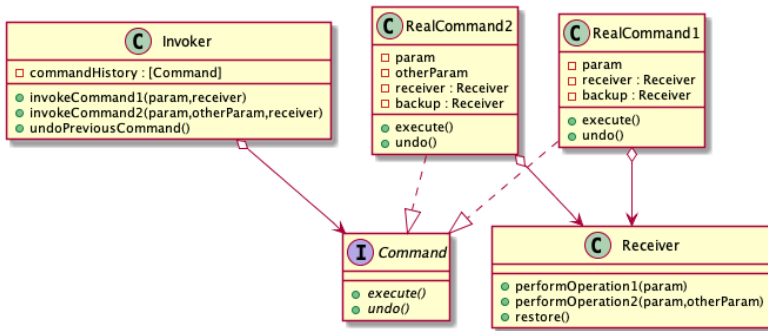 C Invoker
commandHistory : [Command]
invokeCommand1(param,receiver)
invokeCommand2(param,otherParam,receiver)
undoPreviousCommand()
C RealCommand2
param
otherParam
receiver : Receiver
backup : Receiver
execute()
undo()
C RealCommand1
param
receiver : Receiver
backup : Receiver
execute()
undo()
I Command
execute()
undo()
C Receiver
performOperation1(param)
performOperation2(param,otherParam)
restore()